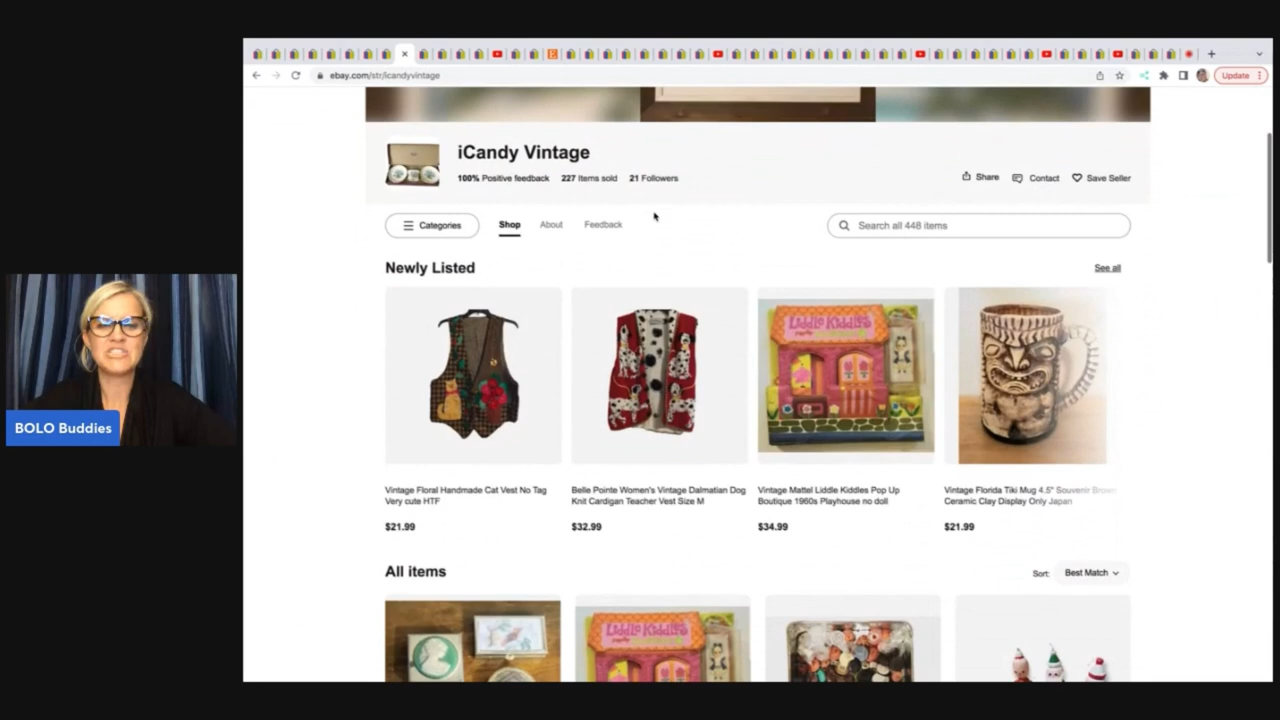 ebay.com/str/icandyvintage
Update
iCandy Vintage
100% Positive feedback 227 Items sold 21 Followers
Share Contact Save Seller
Categories Shop About Feedback Search all 448 items
Newly Listed See all
LIDDLE KIDDLES
Vintage Floral Handmade Cat Vest No Tag
Very cute HTF
$21.99
Belle Pointe Women's Vintage Dalmatian Dog
Knit Cardigan Teacher Vest Size M
$32.99
Vintage Mattel Liddle Kiddles Pop Up
Boutique 1960s Playhouse no doll
$34.99
Vintage Florida Tiki Mug 4.5" Souvenir Brown
Ceramic Clay Display Only Japan
$21.99
BOLO Buddies
All items Sort: Best Match
LIDDLE KIDDLES